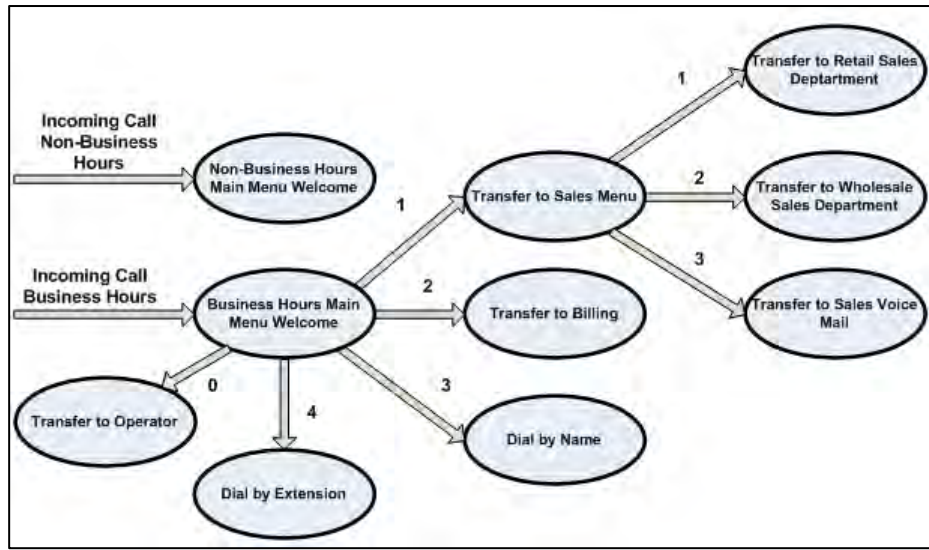 Transfer to Retail Sales
Deptartment
1
Incoming Call
Non-Business
Hours
Non-Business Hours
Main Menu Welcome
Transfer to Sales Menu
2
Transfer to Wholesale
Sales Department
1
3
Incoming Call
Business Hours
Business Hours Main
Menu Welcome
2
Transfer to Billing
Transfer to Sales Voice
Mail
0
4
3
Transfer to Operator
Dial by Name
Dial by Extension